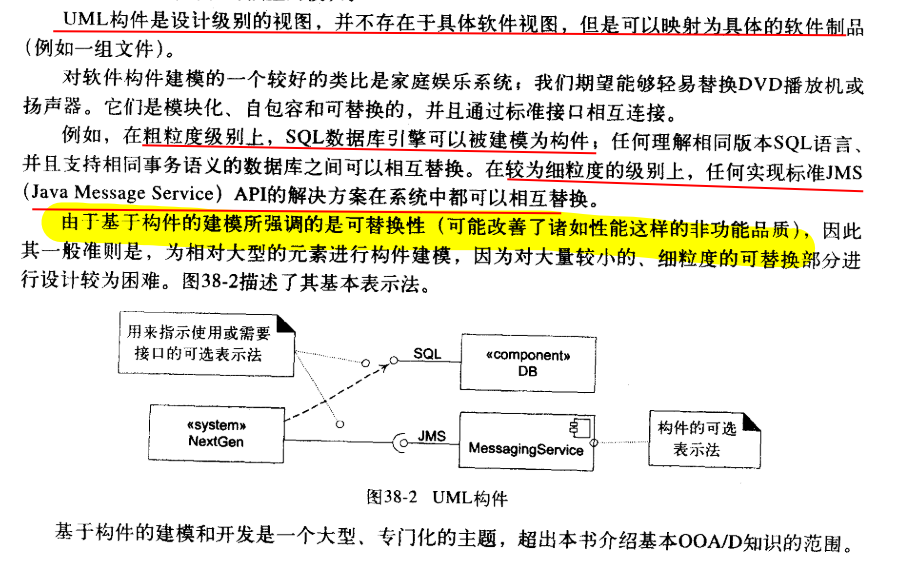 UML构件是设计级别的视图，并不存在于具体软件视图，但是可以映射为具体的软件制品
(例如一组文件)。
对软件构件建模的一个较好的类比是家庭娱乐系统；我们期望能够轻易替换DVD播放机或
扬声器。它们是模块化、自包容和可替换的，并且通过标准接口相互连接。
例如，在粗粒度级别上，SQL数据库引擎可以被建模为构件；任何理解相同版本SQL语言、
并且支持相同事务语义的数据库之间可以相互替换。在较为细粒度的级别上，任何实现标准JMS
(Java Message Service) API的解决方案在系统中都可以相互替换。
由于基于构件的建模所强调的是可替换性（可能改善了诸如性能这样的非功能品质），因此
其一般准则是，为相对大型的元素进行构件建模，因为对大量较小的、细粒度的可替换部分进
行设计较为困难。图38-2描述了其基本表示法。
用来指示使用或需要
接口的可选表示法
SQL
«component»
DB
«system»
NextGen
JMS
MessagingService
构件的可选
表示法
图38-2 UML构件
基于构件的建模和开发是一个大型、专门化的主题，超出本书介绍基本OOA/D知识的范围。